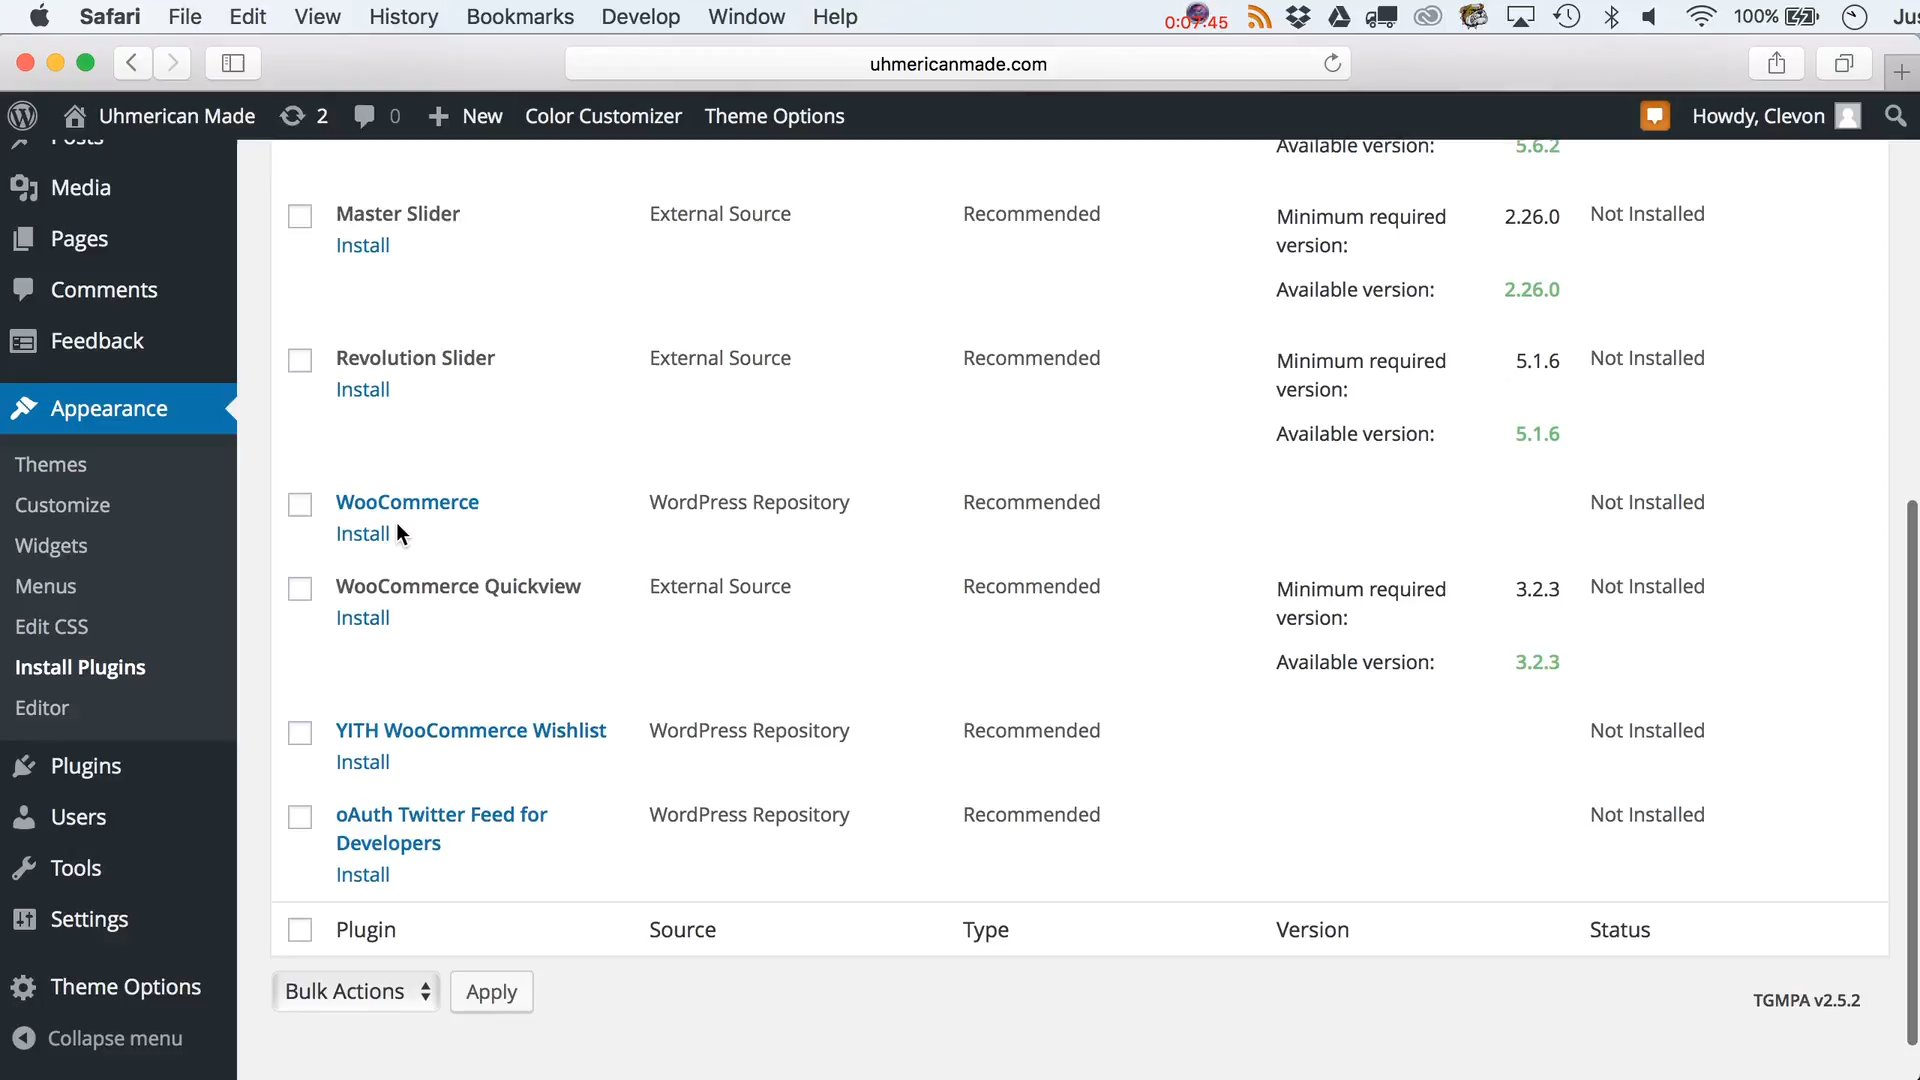 Safari File Edit View History Bookmarks Develop Window Help 0:07:45 100% Jus
uhmericanmade.com
Uhmerican Made 2 0 New Color Customizer Theme Options Howdy, Clevon
Posts
Media
Pages
Comments
Feedback
Appearance
Themes
Customize
Widgets
Menus
Edit CSS
Install Plugins
Editor
Plugins
Users
Tools
Settings
Theme Options
Collapse menu
Available version: 5.6.2
Master Slider External Source Recommended Minimum required 2.26.0 Not Installed
Install version:
Available version: 2.26.0
Revolution Slider External Source Recommended Minimum required 5.1.6 Not Installed
Install version:
Available version: 5.1.6
WooCommerce WordPress Repository Recommended Not Installed
Install
WooCommerce Quickview External Source Recommended Minimum required 3.2.3 Not Installed
Install version:
Available version: 3.2.3
YITH WooCommerce Wishlist WordPress Repository Recommended Not Installed
Install
oAuth Twitter Feed for WordPress Repository Recommended Not Installed
Developers
Install
Plugin Source Type Version Status
Bulk Actions Apply
TGMPA v2.5.2